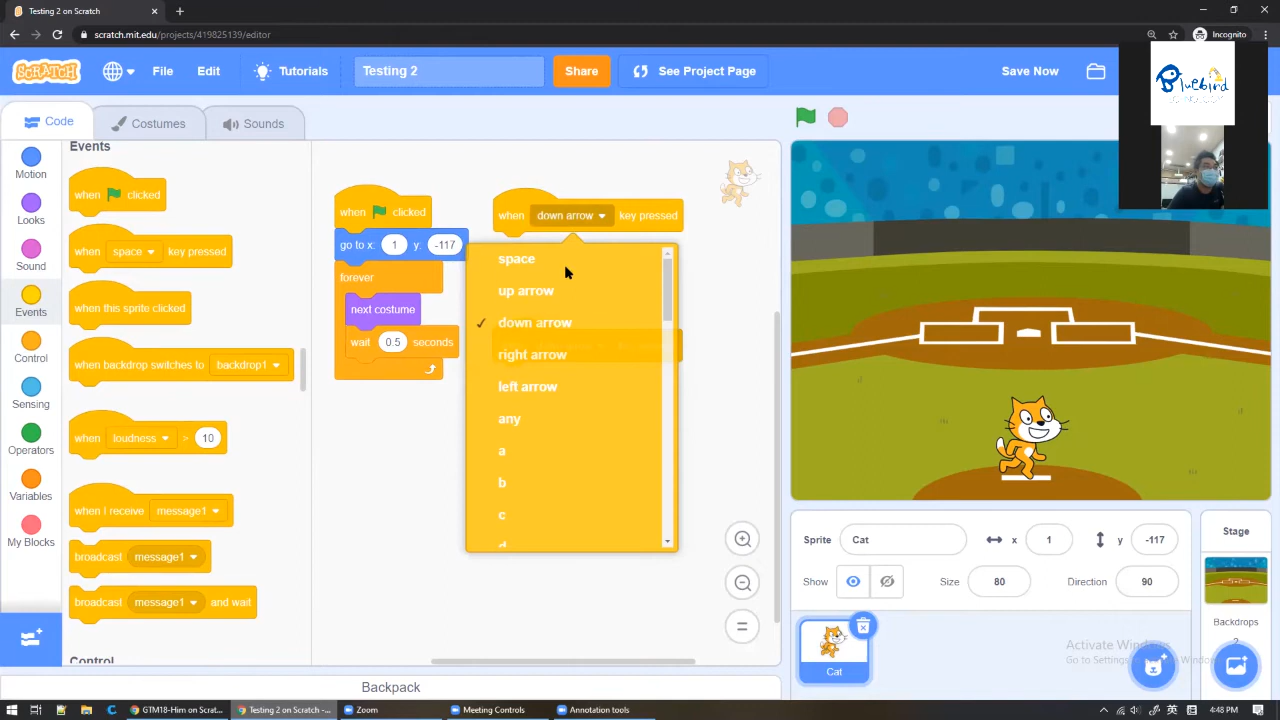 Testing 2 on Scratch
scratch.mit.edu/projects/419825139/editor
Incognito
SCRATCH
File
Edit
Tutorials
Testing 2
Share
See Project Page
Save Now
Bluebird
Code
Costumes
Sounds
Motion
Looks
Sound
Events
Control
Sensing
Operators
Variables
My Blocks
Events
when clicked
when space key pressed
when this sprite clicked
when backdrop switches to backdrop1
when loudness > 10
when I receive message1
broadcast message1
broadcast message1 and wait
Control
when clicked
go to x: 1 y: -117
forever
next costume
wait 0.5 seconds
when down arrow key pressed
space
up arrow
down arrow
right arrow
left arrow
any
a
b
c
d
Sprite Cat x 1 y -117
Show Size 80 Direction 90
Cat
Stage
Backdrops
2
Activate Windows
Go to Settings Windows
Backpack
GTM18-Him on Scrat...
Testing 2 on Scratch -...
Zoom
Meeting Controls
Annotation tools
英
4:48 PM